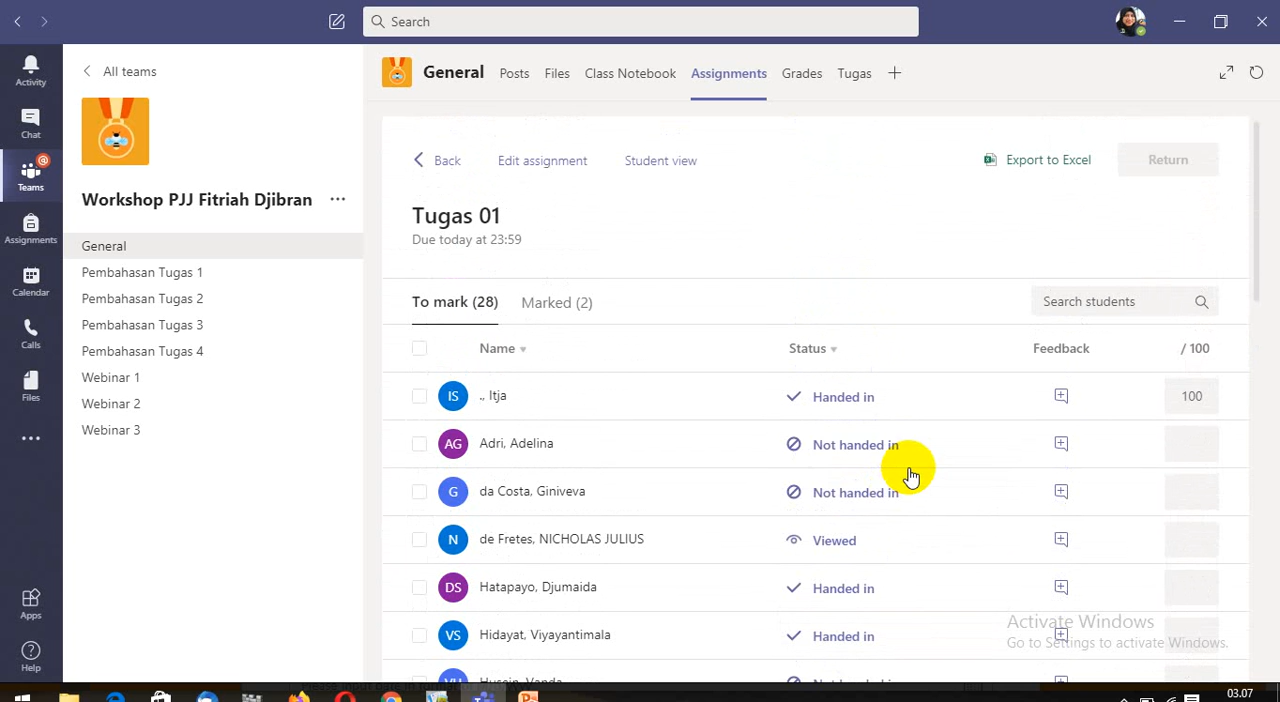 Search
Activity
Chat
Teams
Assignments
Calendar
Calls
Files
Apps
Help
All teams
Workshop PJJ Fitriah Djibran
General
Pembahasan Tugas 1
Pembahasan Tugas 2
Pembahasan Tugas 3
Pembahasan Tugas 4
Webinar 1
Webinar 2
Webinar 3
General Posts Files Class Notebook Assignments Grades Tugas
Back Edit assignment Student view Export to Excel Return
Tugas 01
Due today at 23:59
To mark (28) Marked (2) Search students
Name Status Feedback / 100
IS ., Itja Handed in 100
AG Adri, Adelina Not handed in
G da Costa, Giniveva Not handed in
N de Fretes, NICHOLAS JULIUS Viewed
DS Hatapayo, Djumaida Handed in
VS Hidayat, Viyayantimala Handed in
Activate Windows
Go to Settings to activate Windows.
03.07